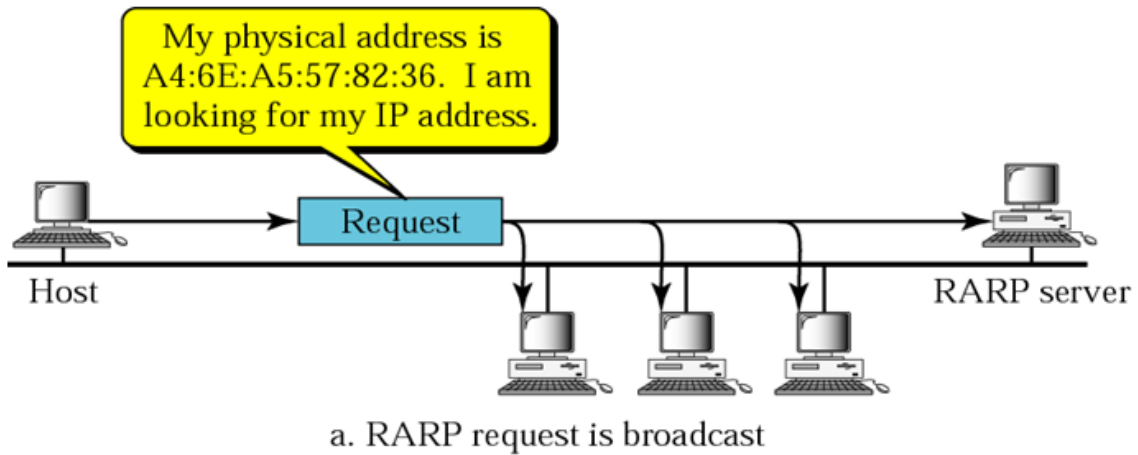 My physical address is
A4:6E:A5:57:82:36. I am
looking for my IP address.
Request
Host
RARP server
a. RARP request is broadcast